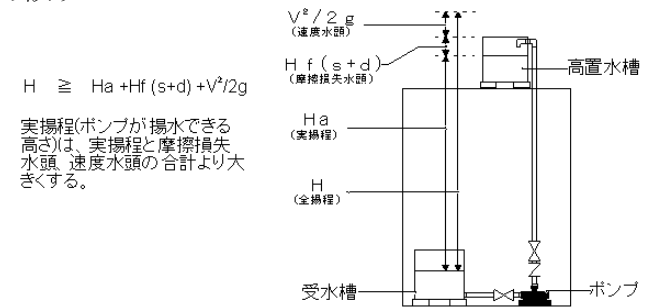 H ≧ Ha +Hf (s+d) +V²/2g
実揚程(ポンプが揚水できる
高さ)は、実揚程と摩擦損失
水頭、速度水頭の合計より大
きくする。
V²/2g
(速度水頭)
Hf(s+d)
(摩擦損失水頭)
Ha
(実揚程)
H
(全揚程)
高置水槽
受水槽
ポンプ